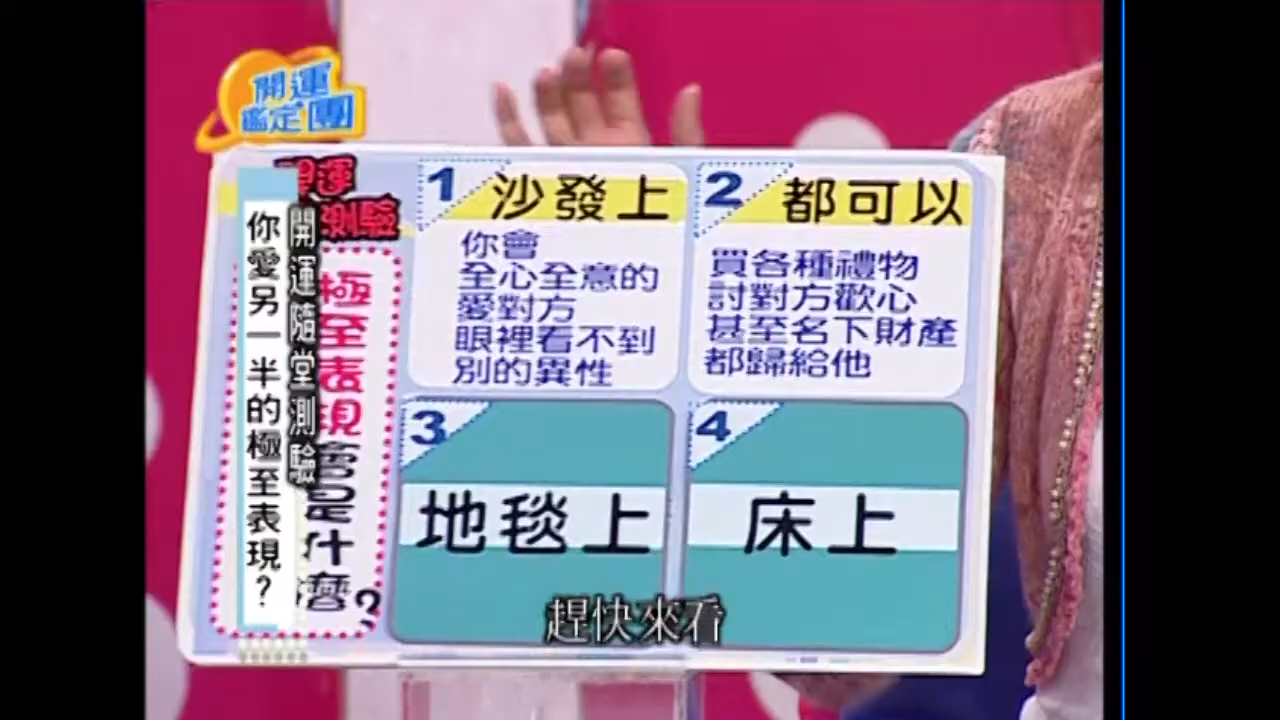 開運
鑑定團
開運隨堂測驗
你愛另一半的極至表現?
運
測驗
極至表現
會是什麼?
1
沙發上
你會
全心全意的
愛對方
眼裡看不到
別的異性
2
都可以
買各種禮物
討對方歡心
甚至名下財產
都歸給他
3
地毯上
4
床上
趕快來看